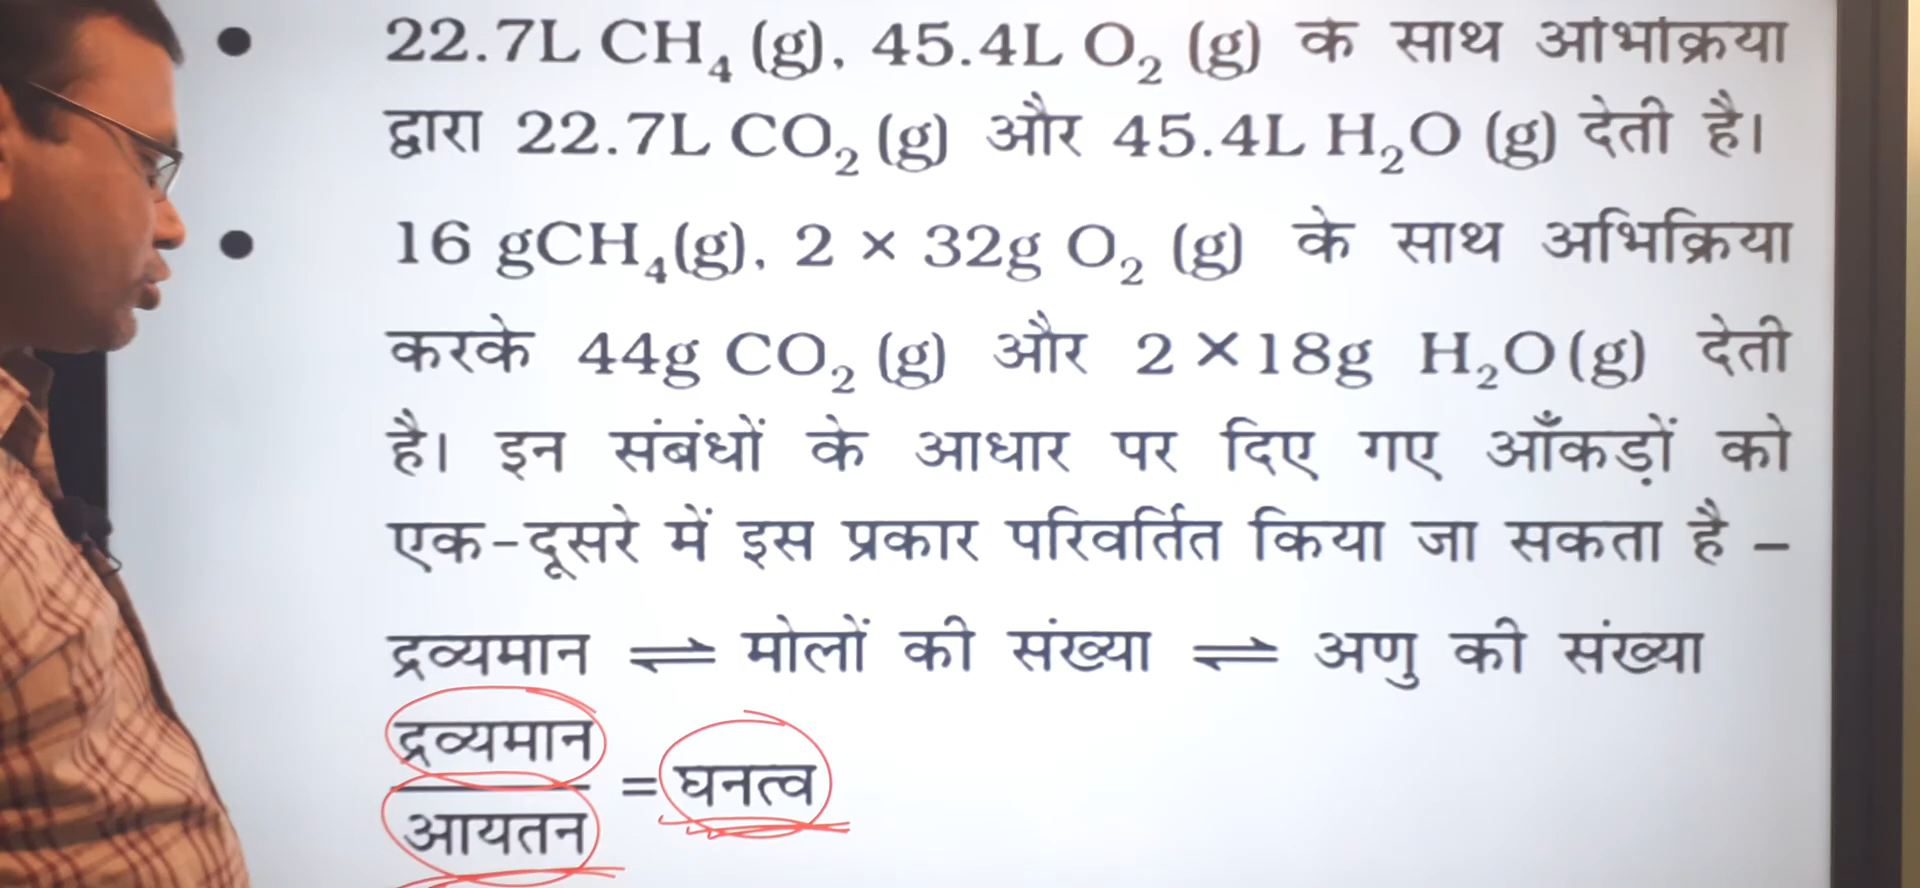 • 22.7L CH₄ (g), 45.4L O₂ (g) के साथ अभिक्रिया
द्वारा 22.7L CO₂ (g) और 45.4L H₂O (g) देती है।
• 16 gCH₄(g), 2 × 32g O₂ (g) के साथ अभिक्रिया
करके 44g CO₂ (g) और 2 ×18g H₂O(g) देती
है। इन संबंधों के आधार पर दिए गए आँकड़ों को
एक-दूसरे में इस प्रकार परिवर्तित किया जा सकता है –
द्रव्यमान ⇌ मोलों की संख्या ⇌ अणु की संख्या
द्रव्यमान
= घनत्व
आयतन